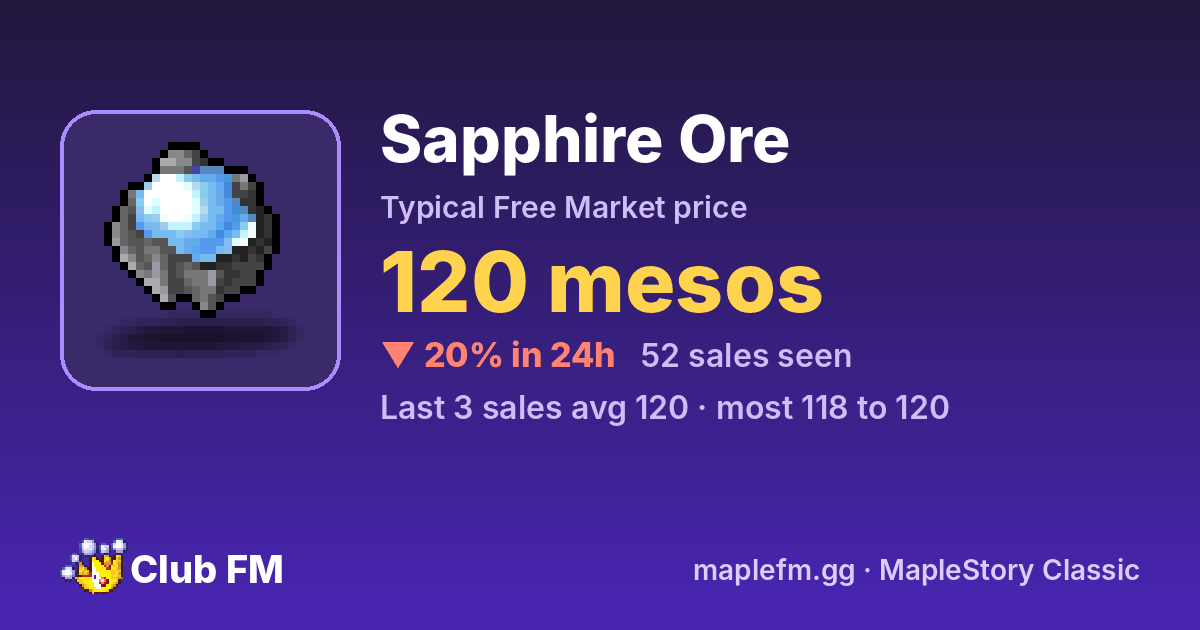 Sapphire Ore
Typical Free Market price
120 mesos
▼ 20% in 24h 52 sales seen
Last 3 sales avg 120 · most 118 to 120
Club FM
maplefm.gg · MapleStory Classic